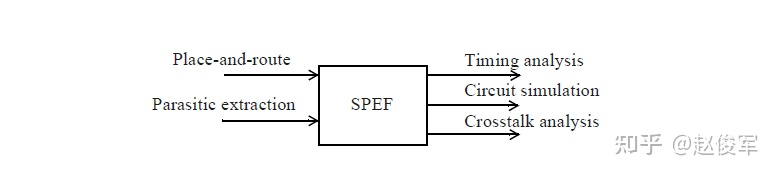 Place-and-route
Timing analysis
Parasitic extraction
SPEF
Circuit simulation
Crosstalk analysis
知乎 @赵俊军